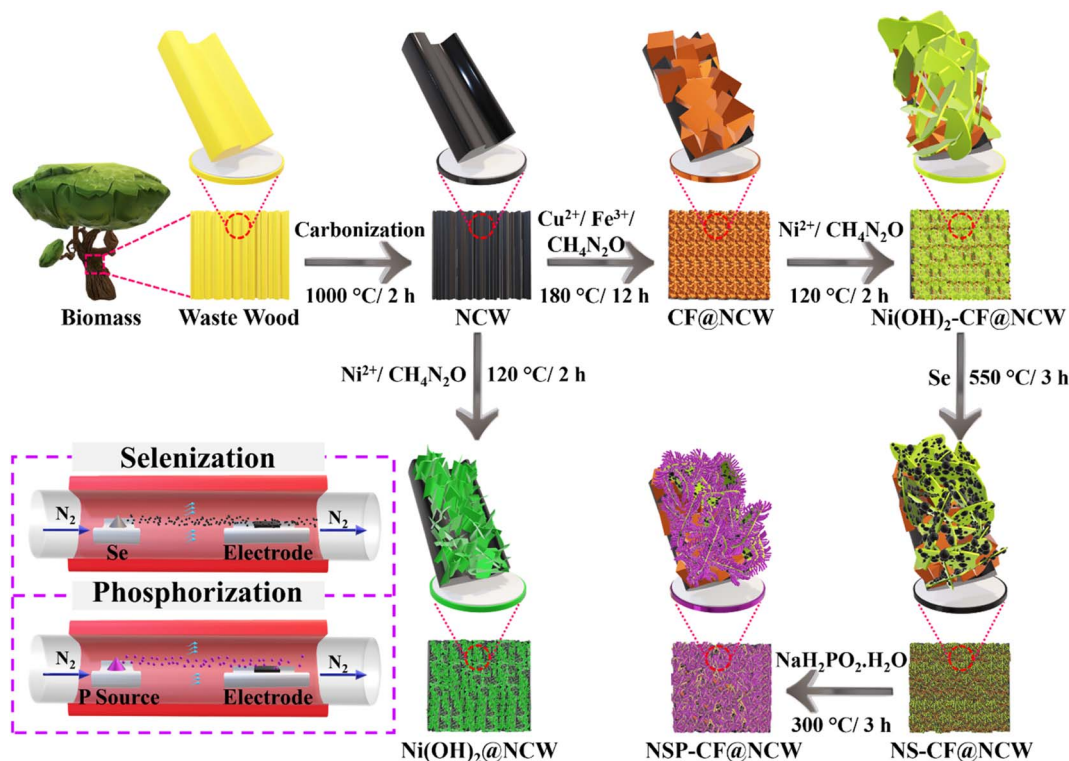 Carbonization
1000 °C/ 2 h
Cu²⁺/ Fe³⁺/
CH₄N₂O
180 °C/ 12 h
Ni²⁺/ CH₄N₂O
120 °C/ 2 h
Biomass
Waste Wood
NCW
CF@NCW
Ni(OH)₂-CF@NCW
Ni²⁺/ CH₄N₂O
120 °C/ 2 h
Se
550 °C/ 3 h
Selenization
N₂
N₂
Se
Electrode
Phosphorization
N₂
N₂
P Source
Electrode
NaH₂PO₂.H₂O
300 °C/ 3 h
Ni(OH)₂@NCW
NSP-CF@NCW
NS-CF@NCW